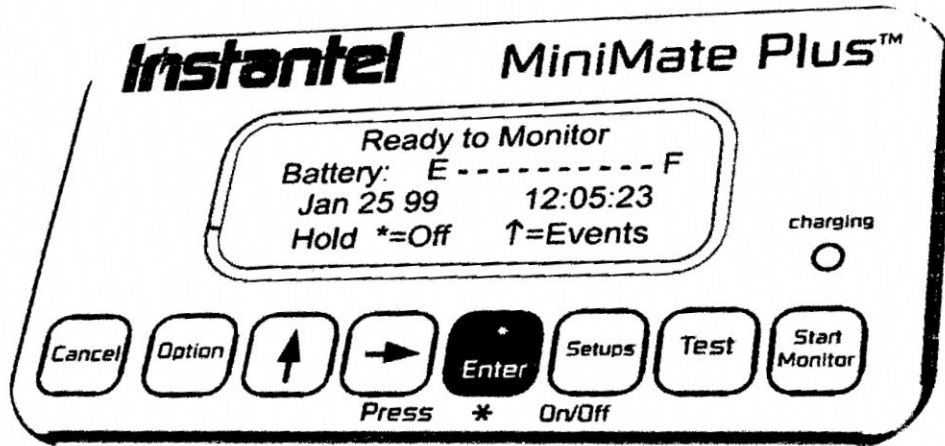 Instantel MiniMate Plus™
Ready to Monitor
Battery: E - - - - - - - - - - F
Jan 25 99 12:05:23
Hold *=Off ↑=Events
charging
Cancel Option ↑ → * Enter Setups Test Start Monitor
Press * On/Off